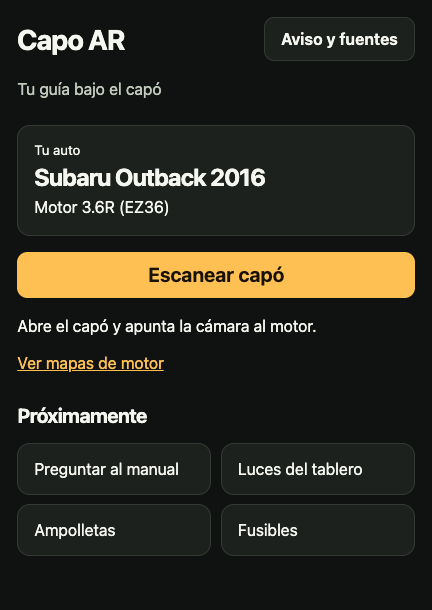 Capo AR
Aviso y fuentes
Tu guía bajo el capó
Tu auto
Subaru Outback 2016
Motor 3.6R (EZ36)
Escanear capó
Abre el capó y apunta la cámara al motor.
Ver mapas de motor
Próximamente
Preguntar al manual
Luces del tablero
Ampolletas
Fusibles